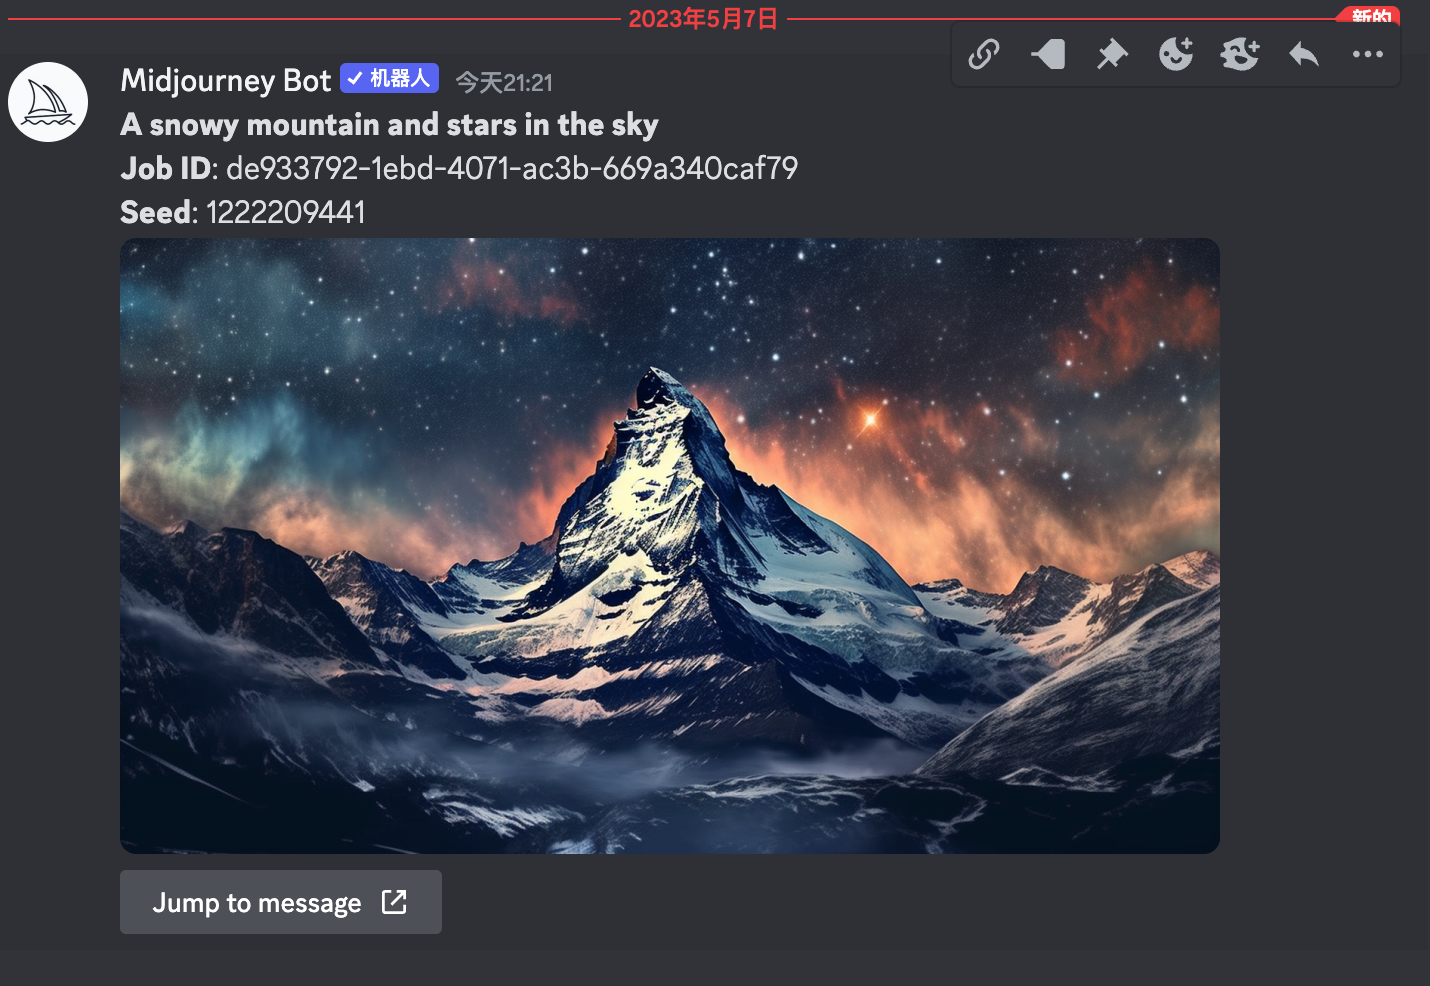 2023年5月7日
新的
Midjourney Bot 机器人 今天21:21
A snowy mountain and stars in the sky
Job ID: de933792-1ebd-4071-ac3b-669a340caf79
Seed: 1222209441
Jump to message